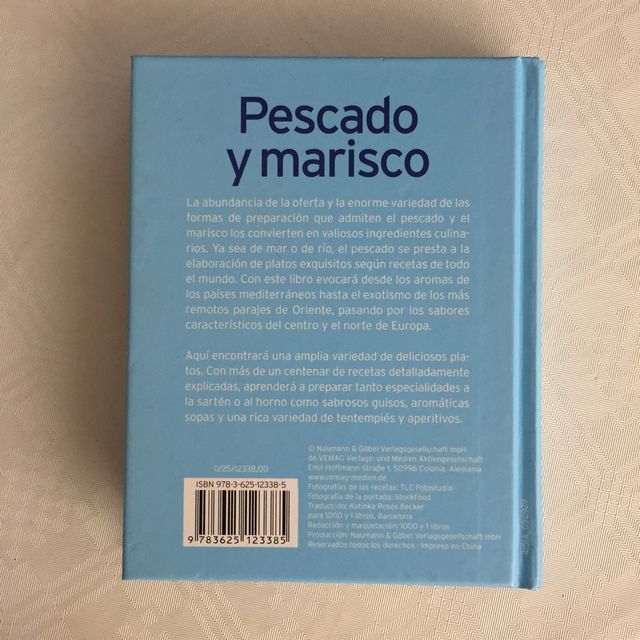 Pescado
y marisco
La abundancia de la oferta y la enorme variedad de las
formas de preparación que admiten el pescado y el
marisco los convierten en valiosos ingredientes culina-
rios. Ya sea de mar o de río, el pescado se presta a la
elaboración de platos exquisitos según recetas de todo
el mundo. Con este libro evocará desde los aromas de
los países mediterráneos hasta el exotismo de los más
remotos parajes de Oriente, pasando por los sabores
característicos del centro y el norte de Europa.
Aquí encontrará una amplia variedad de deliciosos pla-
tos. Con más de un centenar de recetas detalladamente
explicadas, aprenderá a preparar tanto especialidades a
la sartén o al horno como sabrosos guisos, aromáticas
sopas y una rica variedad de tentempiés y aperitivos.
0/25/12338,00
ISBN 978-3-625-12338-5
9 783625 123385
© Naumann & Göbel Verlagsgesellschaft mbH
de VEMAG Verlags- und Medien Aktiengesellschaft
Emil-Hoffmann-Straße 1, 50996 Colonia, Alemania
www.vemag-medien.de
Fotografías de las recetas: TLC Fotostudio
Fotografía de la portada: StockFood
Traducción: Katinka Rosés Becker
para 1000 y 1 libros, Barcelona
Redacción y maquetación: 1000 y 1 libros
Producción: Naumann & Göbel Verlagsgesellschaft mbH
Reservados todos los derechos · Impreso en China